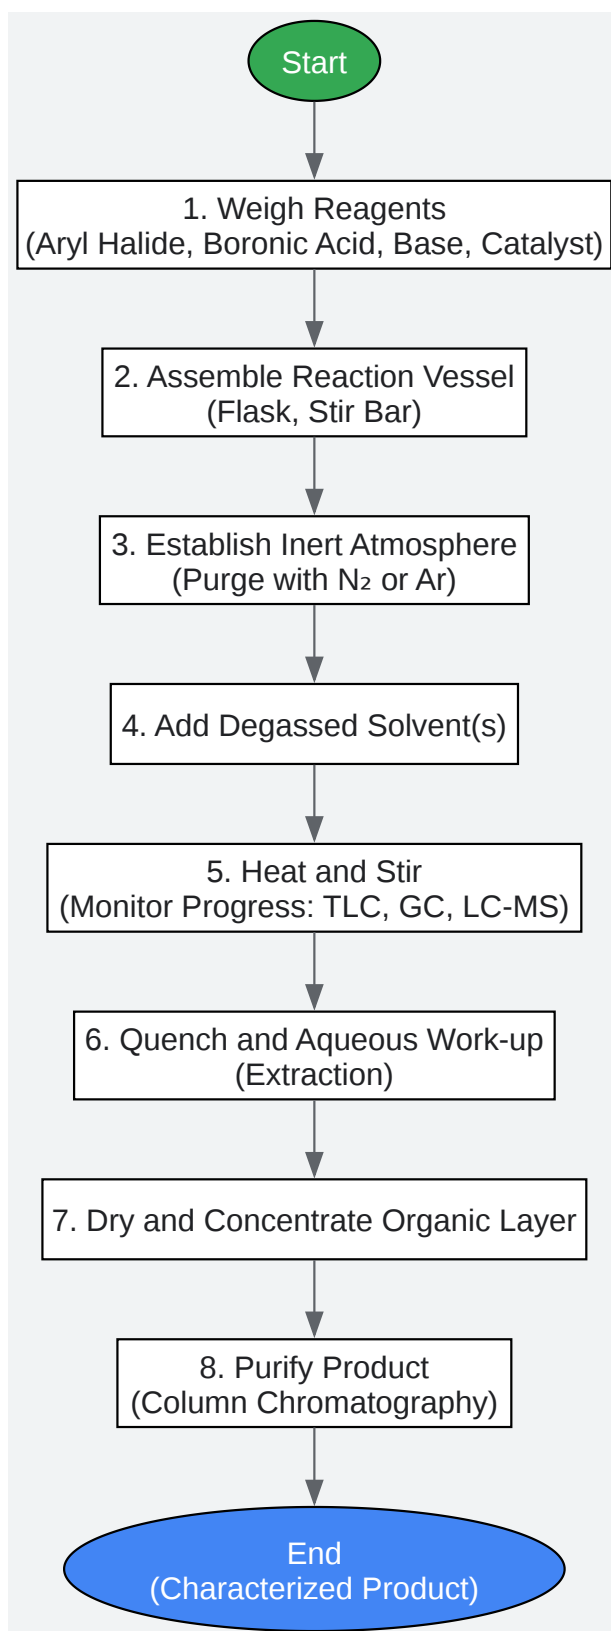 Start
1. Weigh Reagents
(Aryl Halide, Boronic Acid, Base, Catalyst)
2. Assemble Reaction Vessel
(Flask, Stir Bar)
3. Establish Inert Atmosphere
(Purge with N₂ or Ar)
4. Add Degassed Solvent(s)
5. Heat and Stir
(Monitor Progress: TLC, GC, LC-MS)
6. Quench and Aqueous Work-up
(Extraction)
7. Dry and Concentrate Organic Layer
8. Purify Product
(Column Chromatography)
End
(Characterized Product)